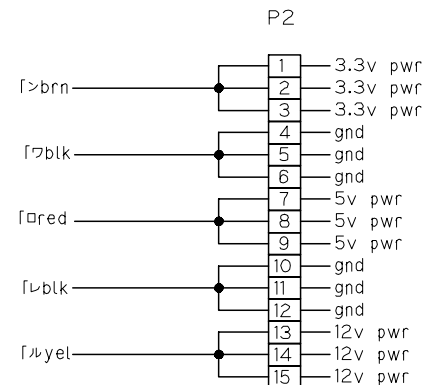 P2
1 3.3v pwr
｢ンbrn 2 3.3v pwr
3 3.3v pwr
4 gnd
｢ワblk 5 gnd
6 gnd
7 5v pwr
｢ロred 8 5v pwr
9 5v pwr
10 gnd
｢レblk 11 gnd
12 gnd
13 12v pwr
｢ルyel 14 12v pwr
15 12v pwr